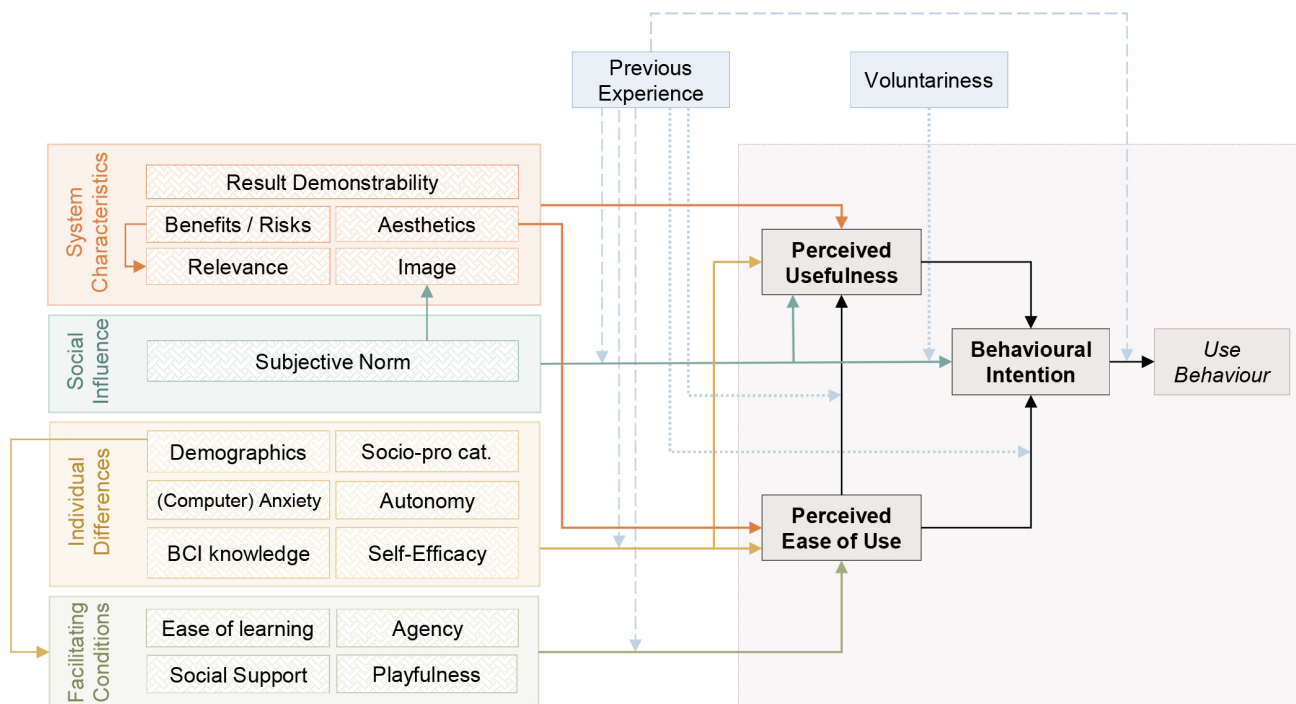 Previous
Experience
Voluntariness
System
Characteristics
Result Demonstrability
Benefits / Risks
Aesthetics
Relevance
Image
Perceived
Usefulness
Social
Influence
Subjective Norm
Behavioural
Intention
Use
Behaviour
Individual
Differences
Demographics
Socio-pro cat.
(Computer) Anxiety
Autonomy
BCI knowledge
Self-Efficacy
Perceived
Ease of Use
Facilitating
Conditions
Ease of learning
Agency
Social Support
Playfulness